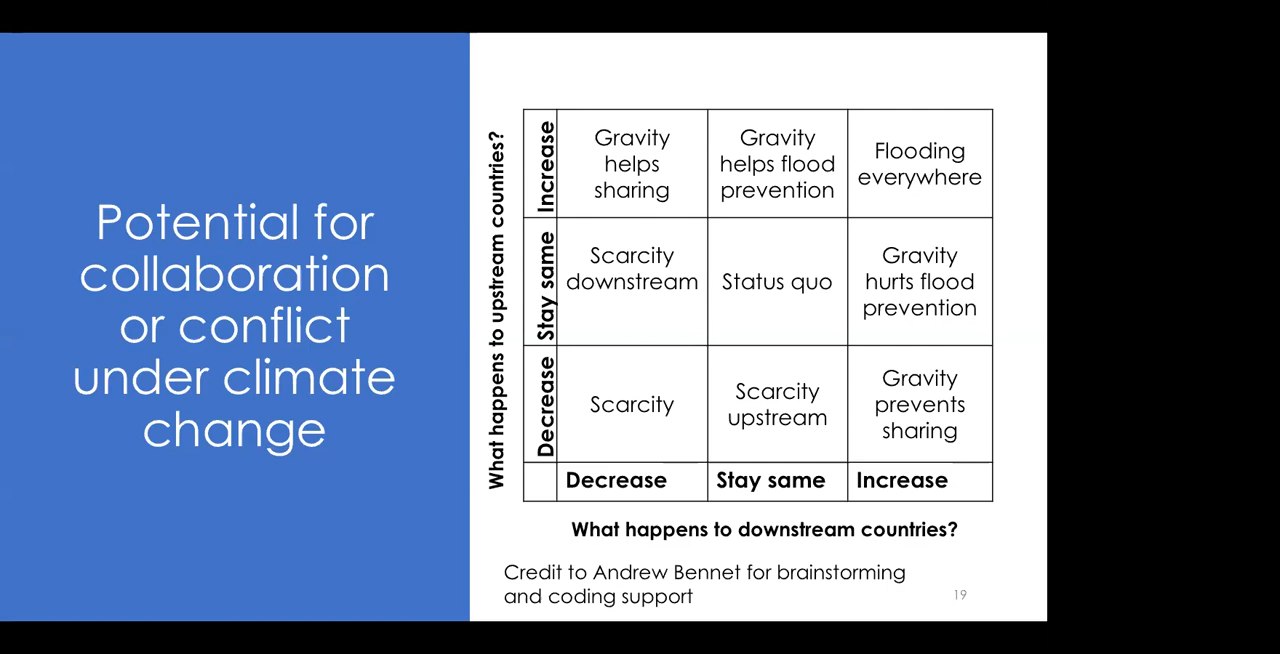 Potential for
collaboration
or conflict
under climate
change
What happens to upstream countries?
Increase
Gravity
helps
sharing
Gravity
helps flood
prevention
Flooding
everywhere
Stay same
Scarcity
downstream
Status quo
Gravity
hurts flood
prevention
Decrease
Scarcity
Scarcity
upstream
Gravity
prevents
sharing
Decrease
Stay same
Increase
What happens to downstream countries?
Credit to Andrew Bennet for brainstorming
and coding support
19